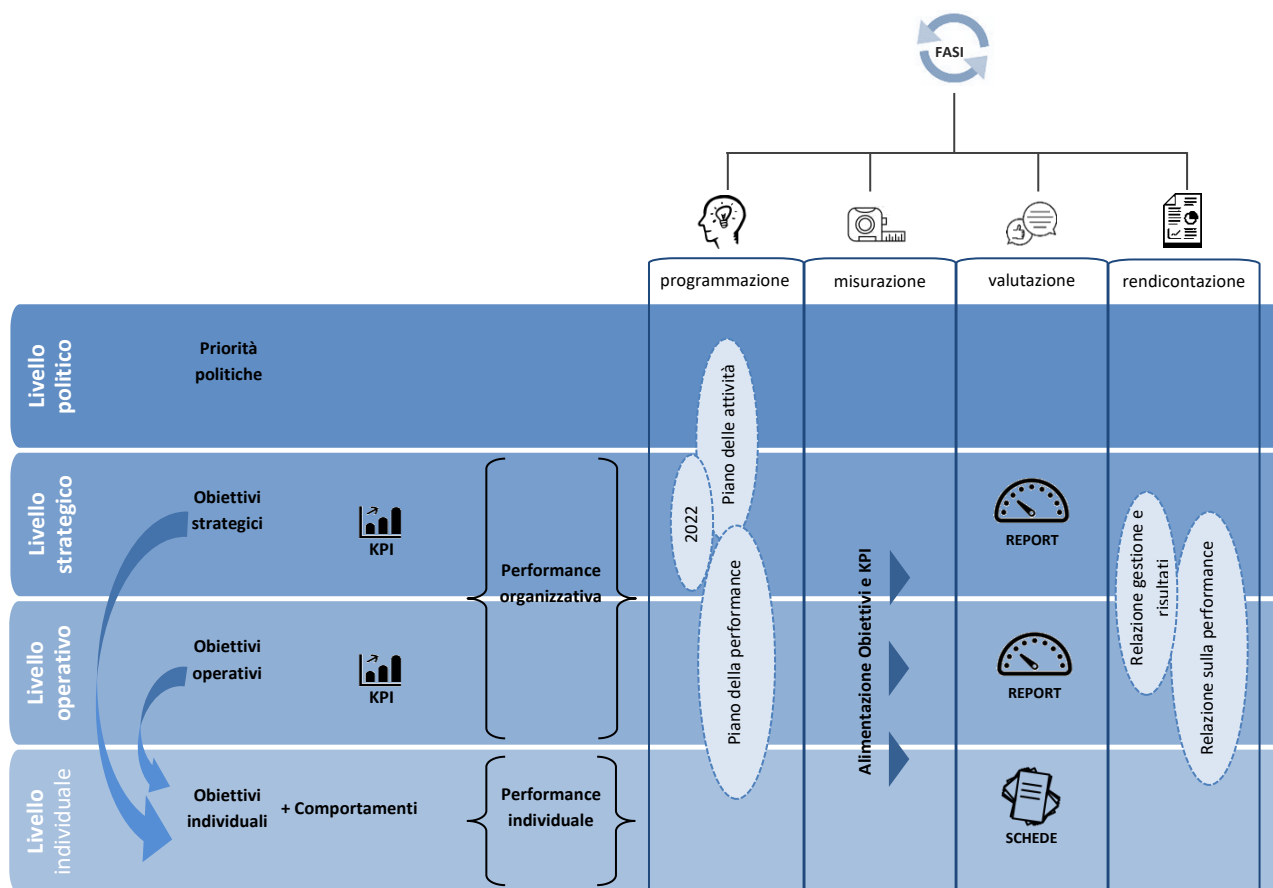 FASI
programmazione
misurazione
valutazione
rendicontazione
Livello
politico
Priorità
politiche
Piano delle attività
Livello
strategico
Obiettivi
strategici
KPI
2022
REPORT
Performance
organizzativa
Livello
operativo
Obiettivi
operativi
KPI
Piano della performance
Alimentazione Obiettivi e KPI
REPORT
Relazione gestione e
risultati
Relazione sulla performance
Livello
individuale
Obiettivi
individuali
+ Comportamenti
Performance
individuale
SCHEDE